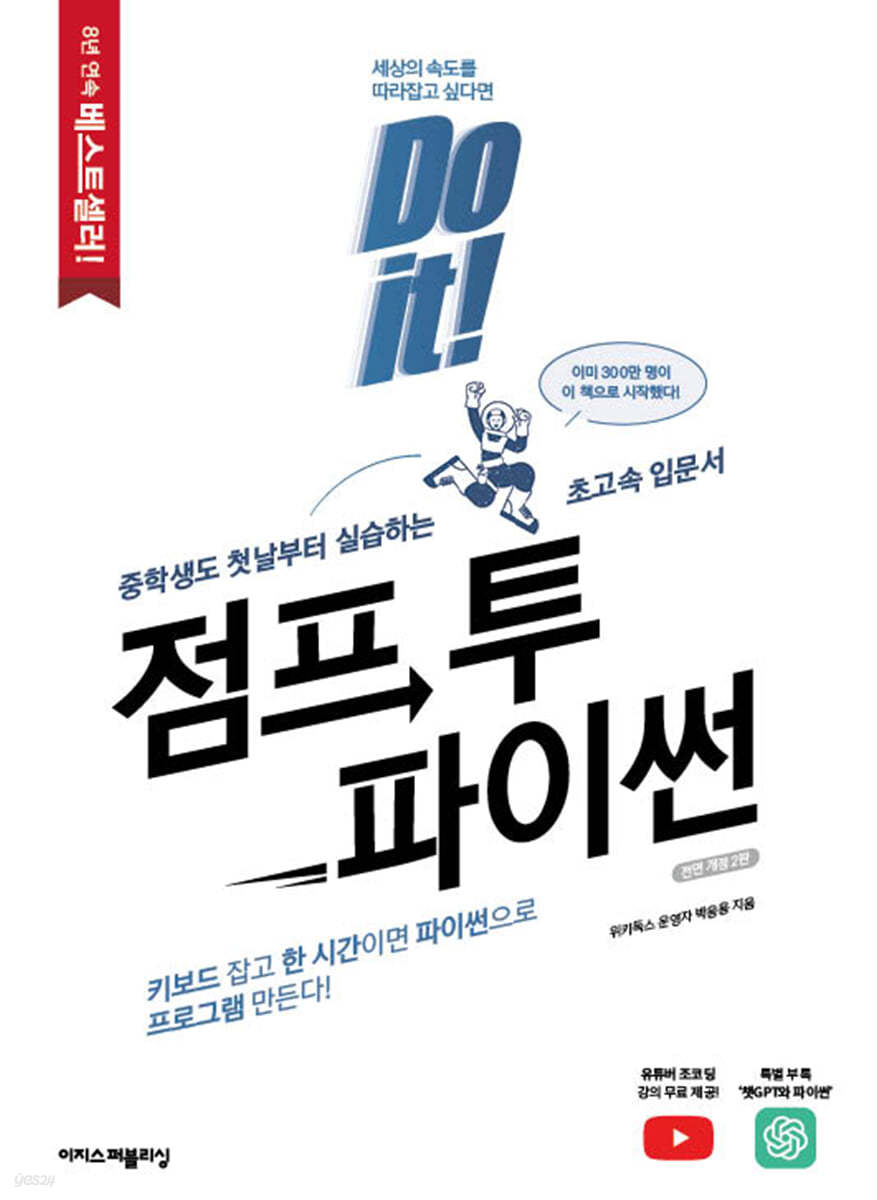 8년 연속 베스트셀러!
세상의 속도를
따라잡고 싶다면
Do
it!
이미 300만 명이
이 책으로 시작했다!
중학생도 첫날부터 실습하는
초고속 입문서
점프 투
파이썬
전면 개정 2판
위키독스 운영자 박응용 지음
키보드 잡고 한 시간이면 파이썬으로
프로그램 만든다!
유튜버 조코딩
강의 무료 제공!
특별 부록
‘챗GPT와 파이썬’
이지스퍼블리싱
yes24